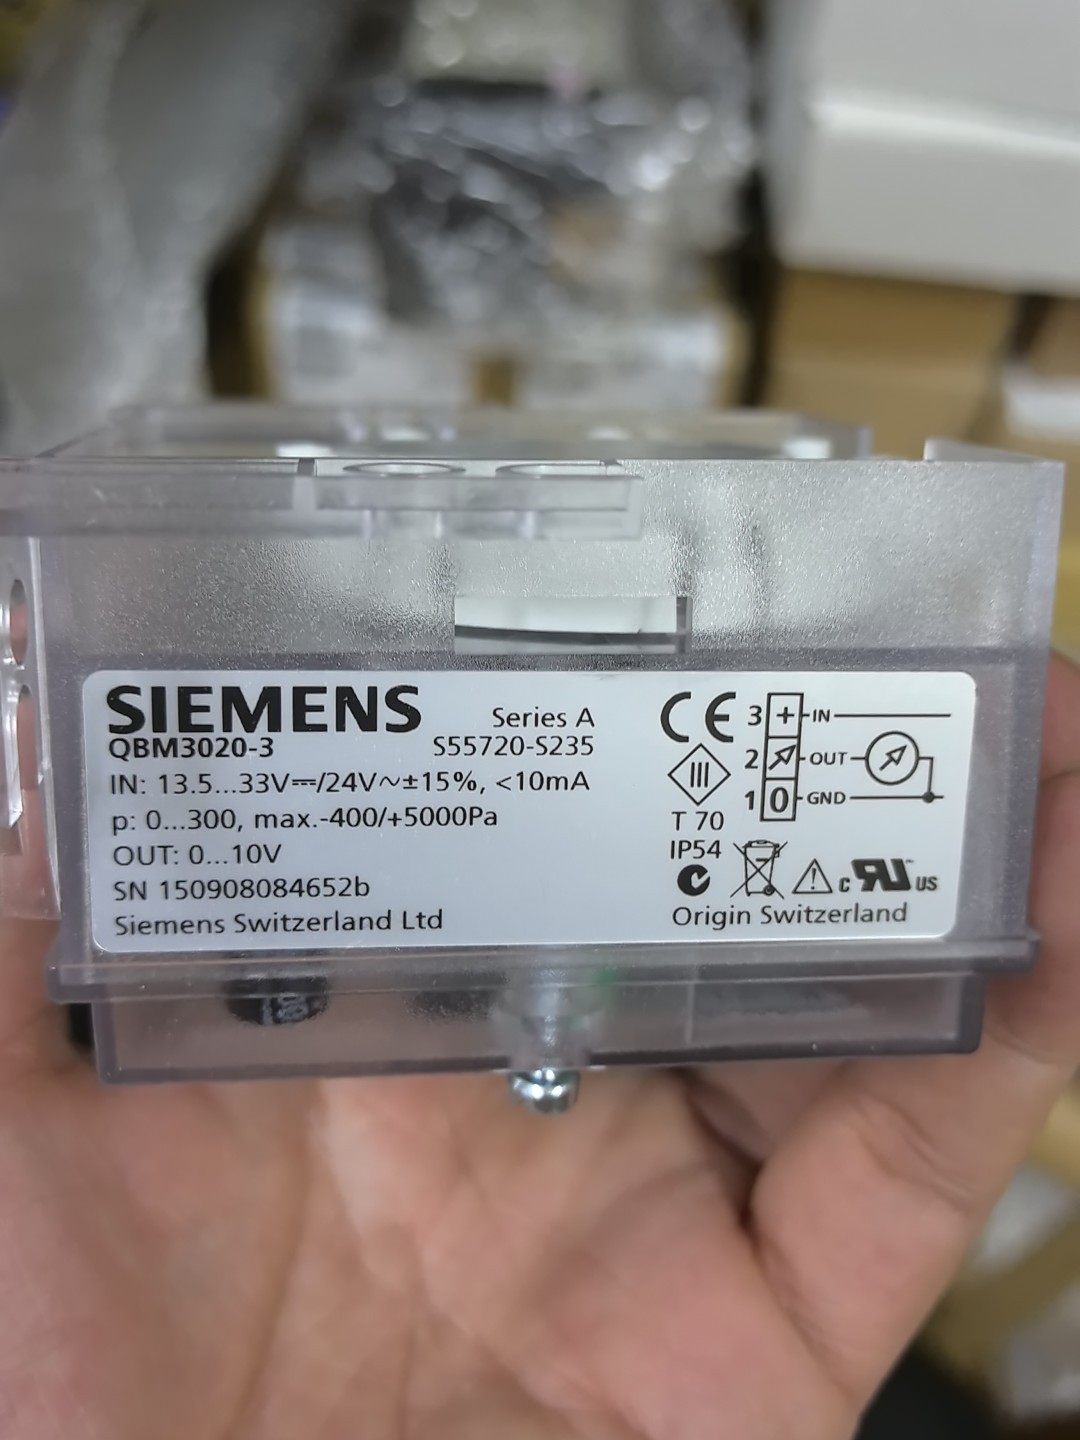 SIEMENS
Series A
QBM3020-3
S55720-S235
IN: 13.5...33V⎓/24V~±15%, <10mA
p: 0...300, max.-400/+5000Pa
OUT: 0...10V
SN 150908084652b
Siemens Switzerland Ltd
CE
3 + IN
2 OUT
1 0 GND
III
T 70
IP54
c RU US
Origin Switzerland